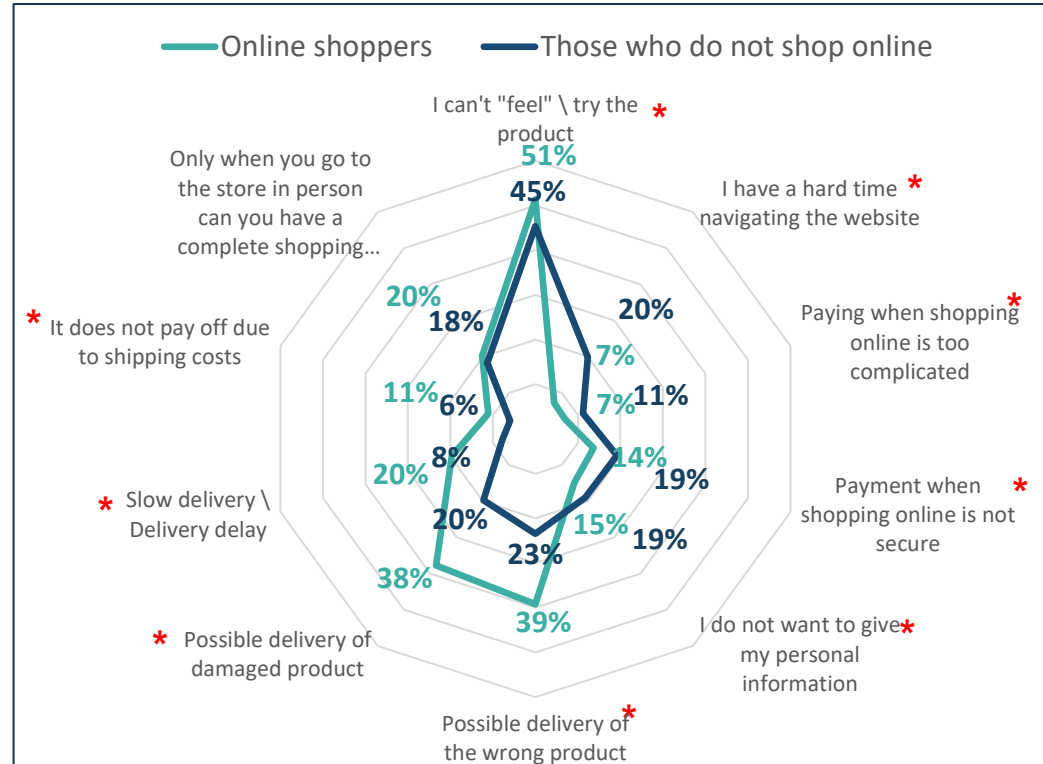 Online shoppers
Those who do not shop online
I can't "feel" \ try the *
product
51%
45%
I have a hard time *
navigating the website
20%
7%
Paying when shopping *
online is too
complicated
11%
7%
Payment when *
shopping online is not
secure
14%
19%
I do not want to give *
my personal
information
15%
19%
Possible delivery of *
the wrong product
23%
39%
* Possible delivery of
damaged product
20%
38%
* Slow delivery \
Delivery delay
8%
20%
* It does not pay off due
to shipping costs
11%
6%
Only when you go to
the store in person
can you have a
complete shopping...
20%
18%